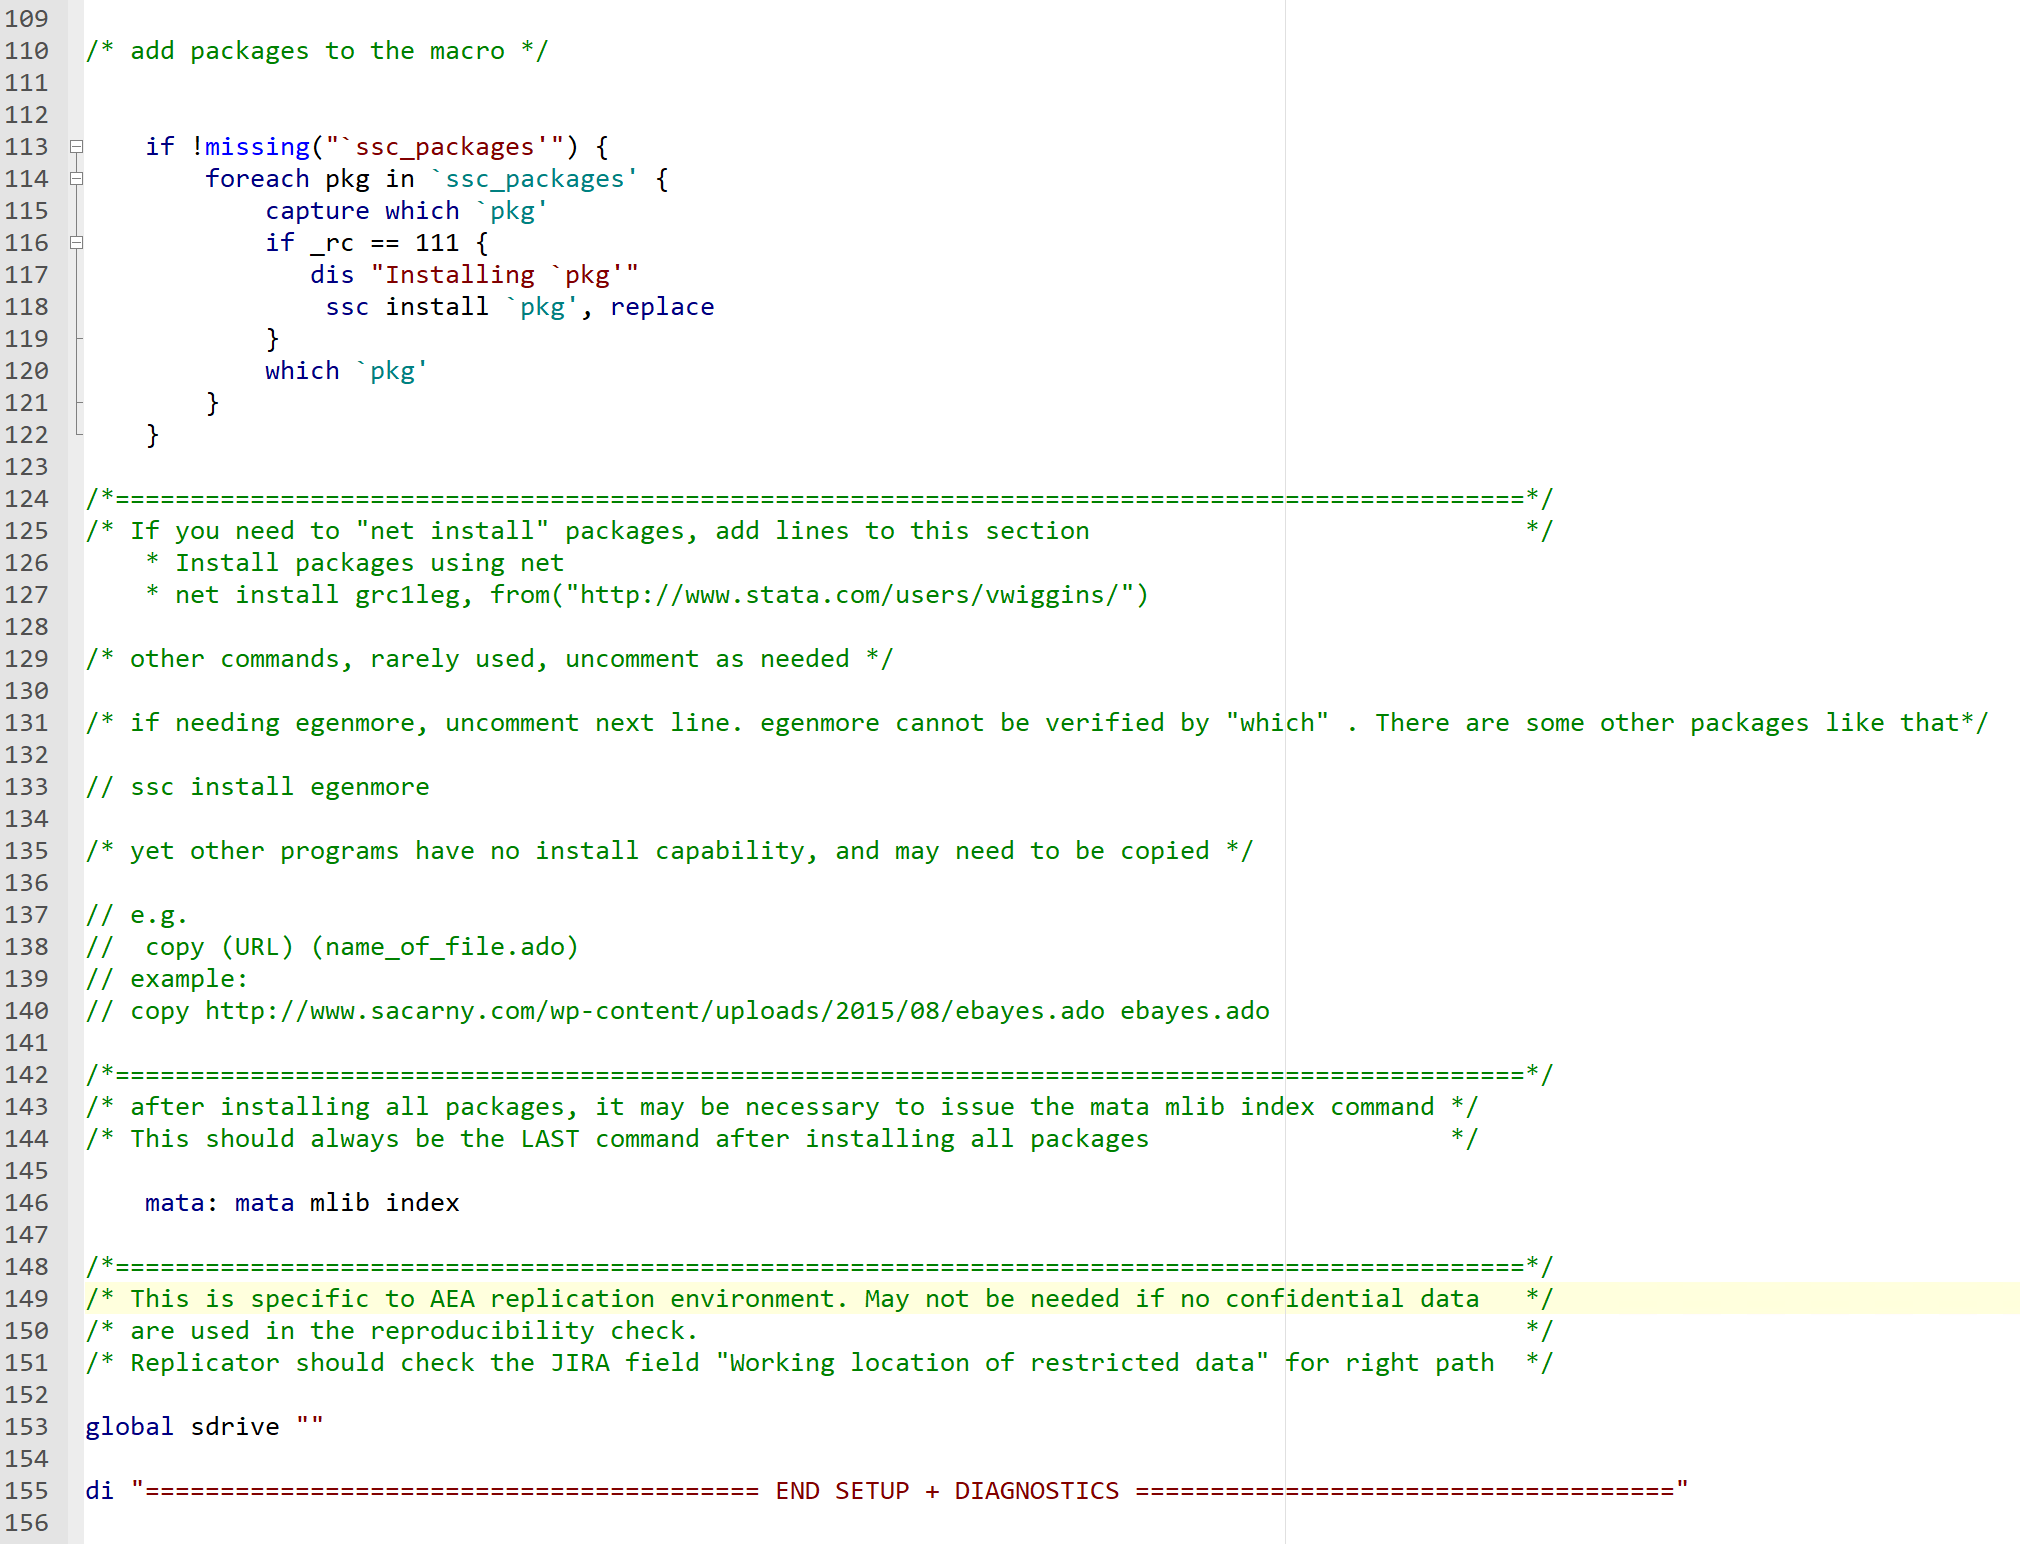 109
110 /* add packages to the macro */
111
112
113     if !missing("`ssc_packages'") {
114         foreach pkg in `ssc_packages' {
115             capture which `pkg'
116             if _rc == 111 {
117                dis "Installing `pkg'"
118                 ssc install `pkg', replace
119             }
120             which `pkg'
121         }
122     }
123
124 /*==============================================================================================*/
125 /* If you need to "net install" packages, add lines to this section                             */
126     * Install packages using net
127     * net install grc1leg, from("http://www.stata.com/users/vwiggins/")
128
129 /* other commands, rarely used, uncomment as needed */
130
131 /* if needing egenmore, uncomment next line. egenmore cannot be verified by "which" . There are some other packages like that*/
132
133 // ssc install egenmore
134
135 /* yet other programs have no install capability, and may need to be copied */
136
137 // e.g.
138 //  copy (URL) (name_of_file.ado)
139 // example:
140 // copy http://www.sacarny.com/wp-content/uploads/2015/08/ebayes.ado ebayes.ado
141
142 /*==============================================================================================*/
143 /* after installing all packages, it may be necessary to issue the mata mlib index command */
144 /* This should always be the LAST command after installing all packages                    */
145
146     mata: mata mlib index
147
148 /*==============================================================================================*/
149 /* This is specific to AEA replication environment. May not be needed if no confidential data   */
150 /* are used in the reproducibility check.                                                       */
151 /* Replicator should check the JIRA field "Working location of restricted data" for right path  */
152
153 global sdrive ""
154
155 di "========================================= END SETUP + DIAGNOSTICS ===================================="
156